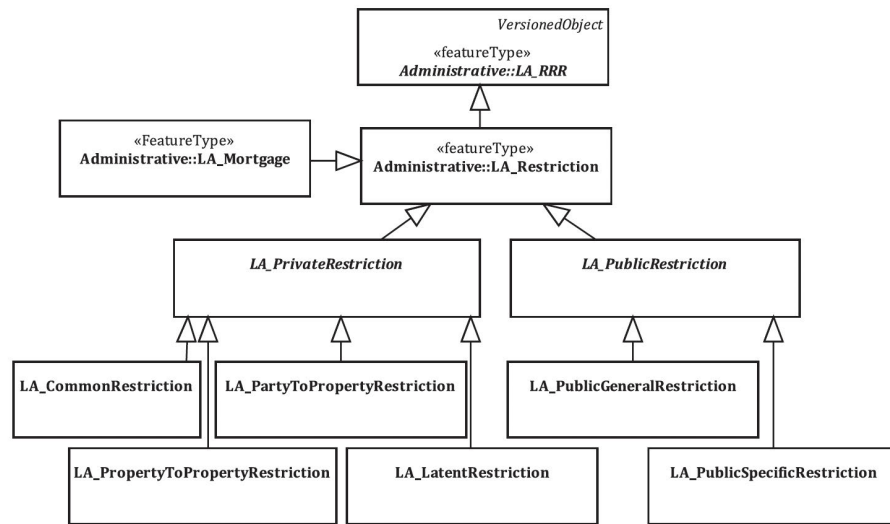 VersionedObject
«featureType»
Administrative::LA_RRR
«FeatureType»
Administrative::LA_Mortgage
«featureType»
Administrative::LA_Restriction
LA_PrivateRestriction
LA_PublicRestriction
LA_CommonRestriction
LA_PartyToPropertyRestriction
LA_PublicGeneralRestriction
LA_PropertyToPropertyRestriction
LA_LatentRestriction
LA_PublicSpecificRestriction